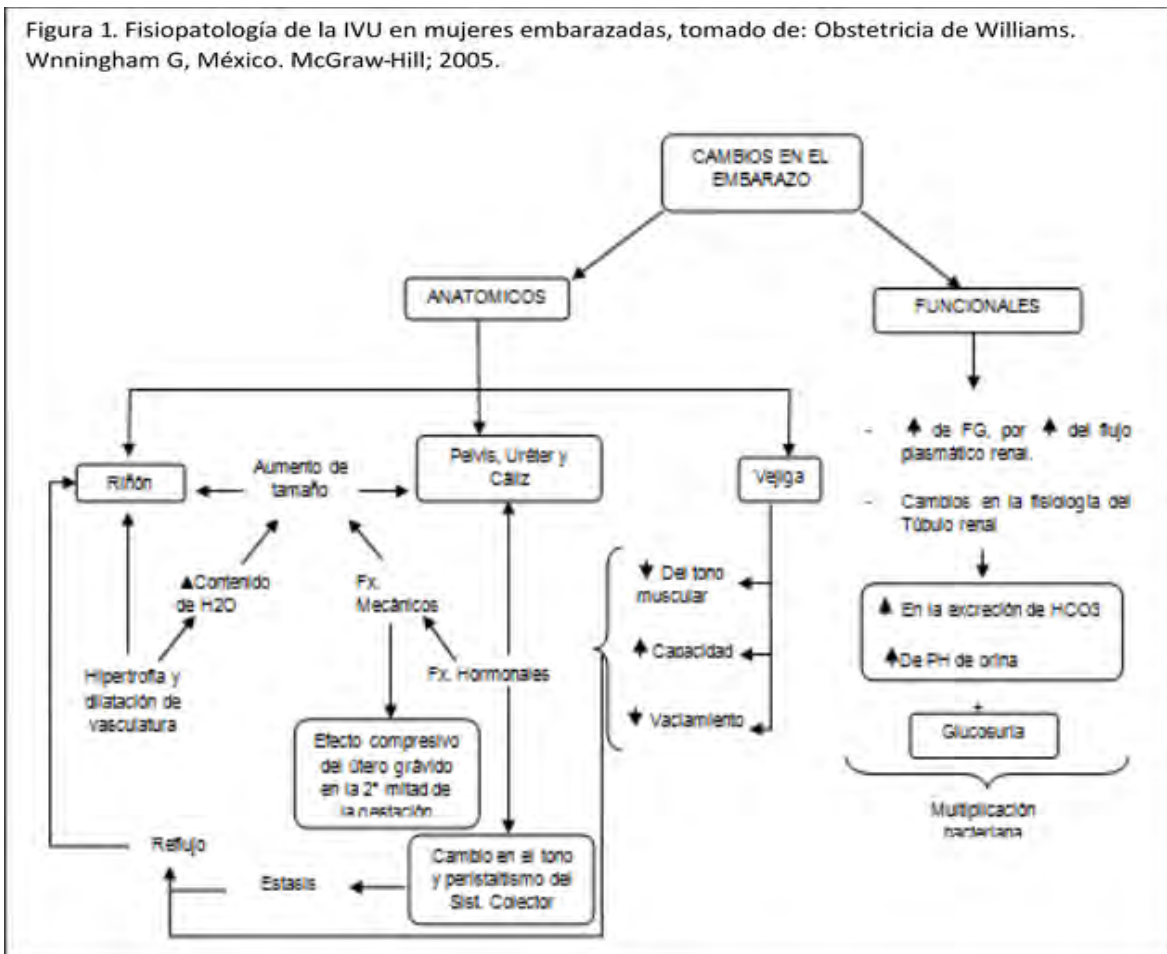 Figura 1. Fisiopatología de la IVU en mujeres embarazadas, tomado de: Obstetricia de Williams.
Wnningham G, México. McGraw-Hill; 2005.
CAMBIOS EN EL
EMBARAZO
ANATOMICOS
FUNCIONALES
Riñón
Aumento de
tamaño
Pelvis, Uréter y
Cáliz
Vejiga
- ↑ de FG, por ↑ del flujo
plasmático renal.
- Cambios en la fisiología del
Túbulo renal
▲Contenido
de H2O
Fx.
Mecánicos
↓ Del tono
muscular
↑ En la excreción de HCO3
↑ Capacidad
↑De PH de orina
Hipertrofia y
dilatación de
vasculatura
Fx. Hormonales
↓ Vaciamiento
+
Glucosuria
Efecto compresivo
del útero grávido
en la 2° mitad de
la gestación
Multiplicación
bacteriana
Reflujo
Estasis
Cambio en el tono
y peristaltismo del
Sist. Colector